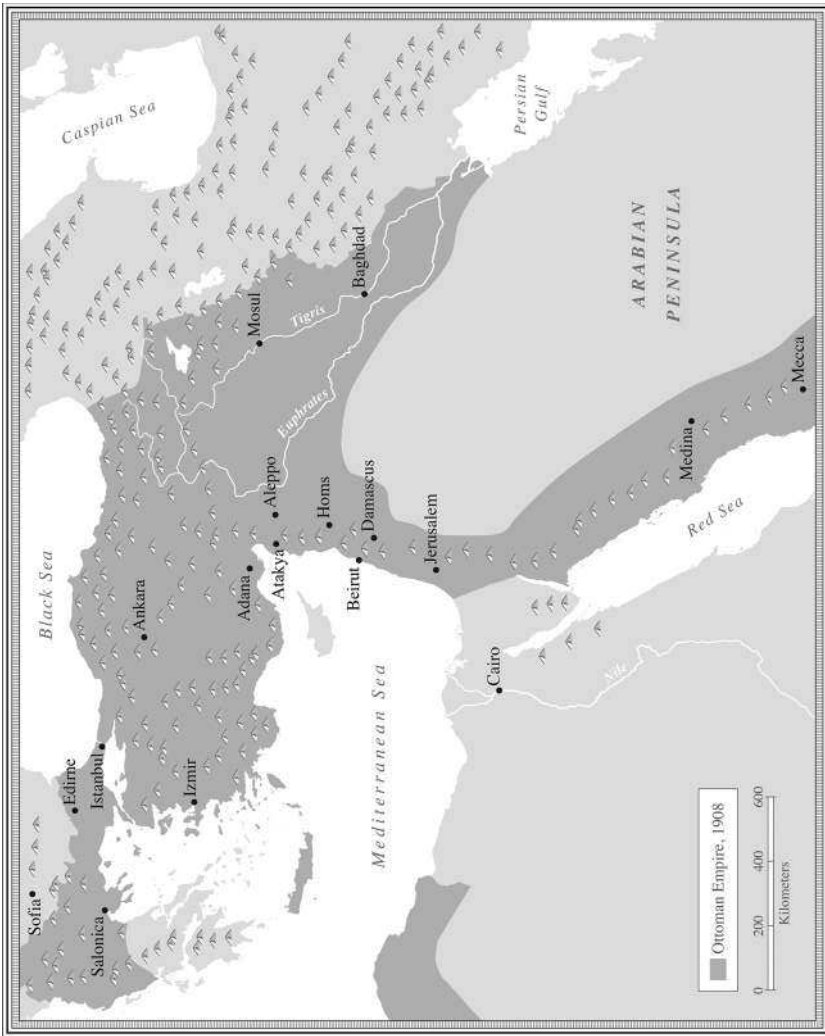 Black Sea
Caspian Sea
Sofia
Edirne
Istanbul
Salonica
Ankara
Izmir
Adana
Atakya
Aleppo
Mosul
Tigris
Euphrates
Homs
Beirut
Damascus
Baghdad
Mediterranean Sea
Jerusalem
Persian
Gulf
Cairo
Nile
ARABIAN
PENINSULA
Medina
Red Sea
Mecca
Ottoman Empire, 1908
0 200 400 600
Kilometers